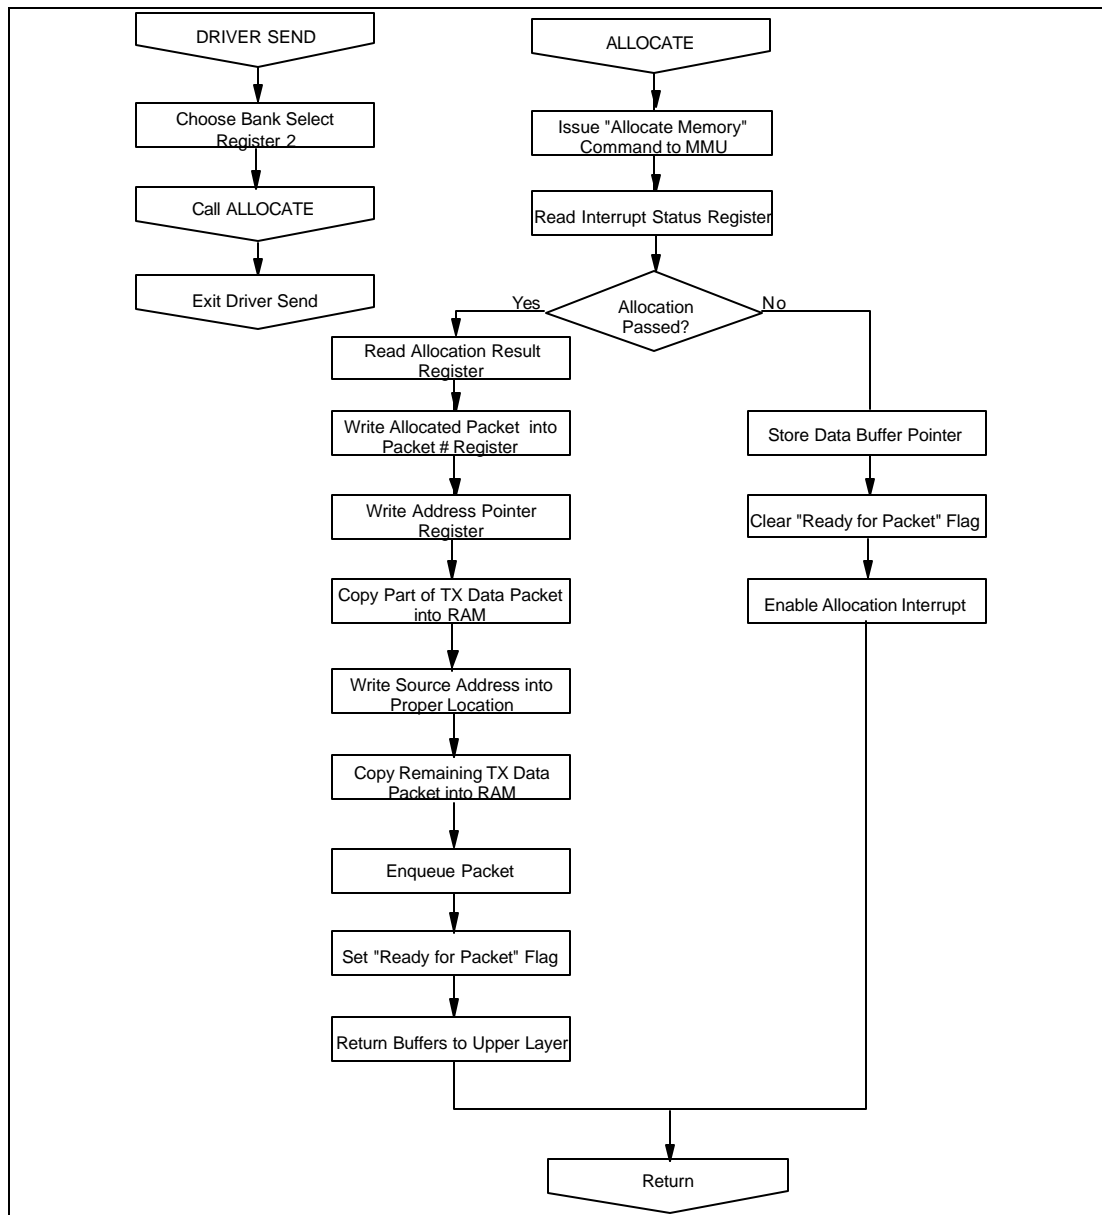 DRIVER SEND
Choose Bank Select
Register 2
Call ALLOCATE
Exit Driver Send
ALLOCATE
Issue "Allocate Memory"
Command to MMU
Read Interrupt Status Register
Allocation
Passed?
Yes
No
Read Allocation Result
Register
Write Allocated Packet into
Packet # Register
Write Address Pointer
Register
Copy Part of TX Data Packet
into RAM
Write Source Address into
Proper Location
Copy Remaining TX Data
Packet into RAM
Enqueue Packet
Set "Ready for Packet" Flag
Return Buffers to Upper Layer
Store Data Buffer Pointer
Clear "Ready for Packet" Flag
Enable Allocation Interrupt
Return